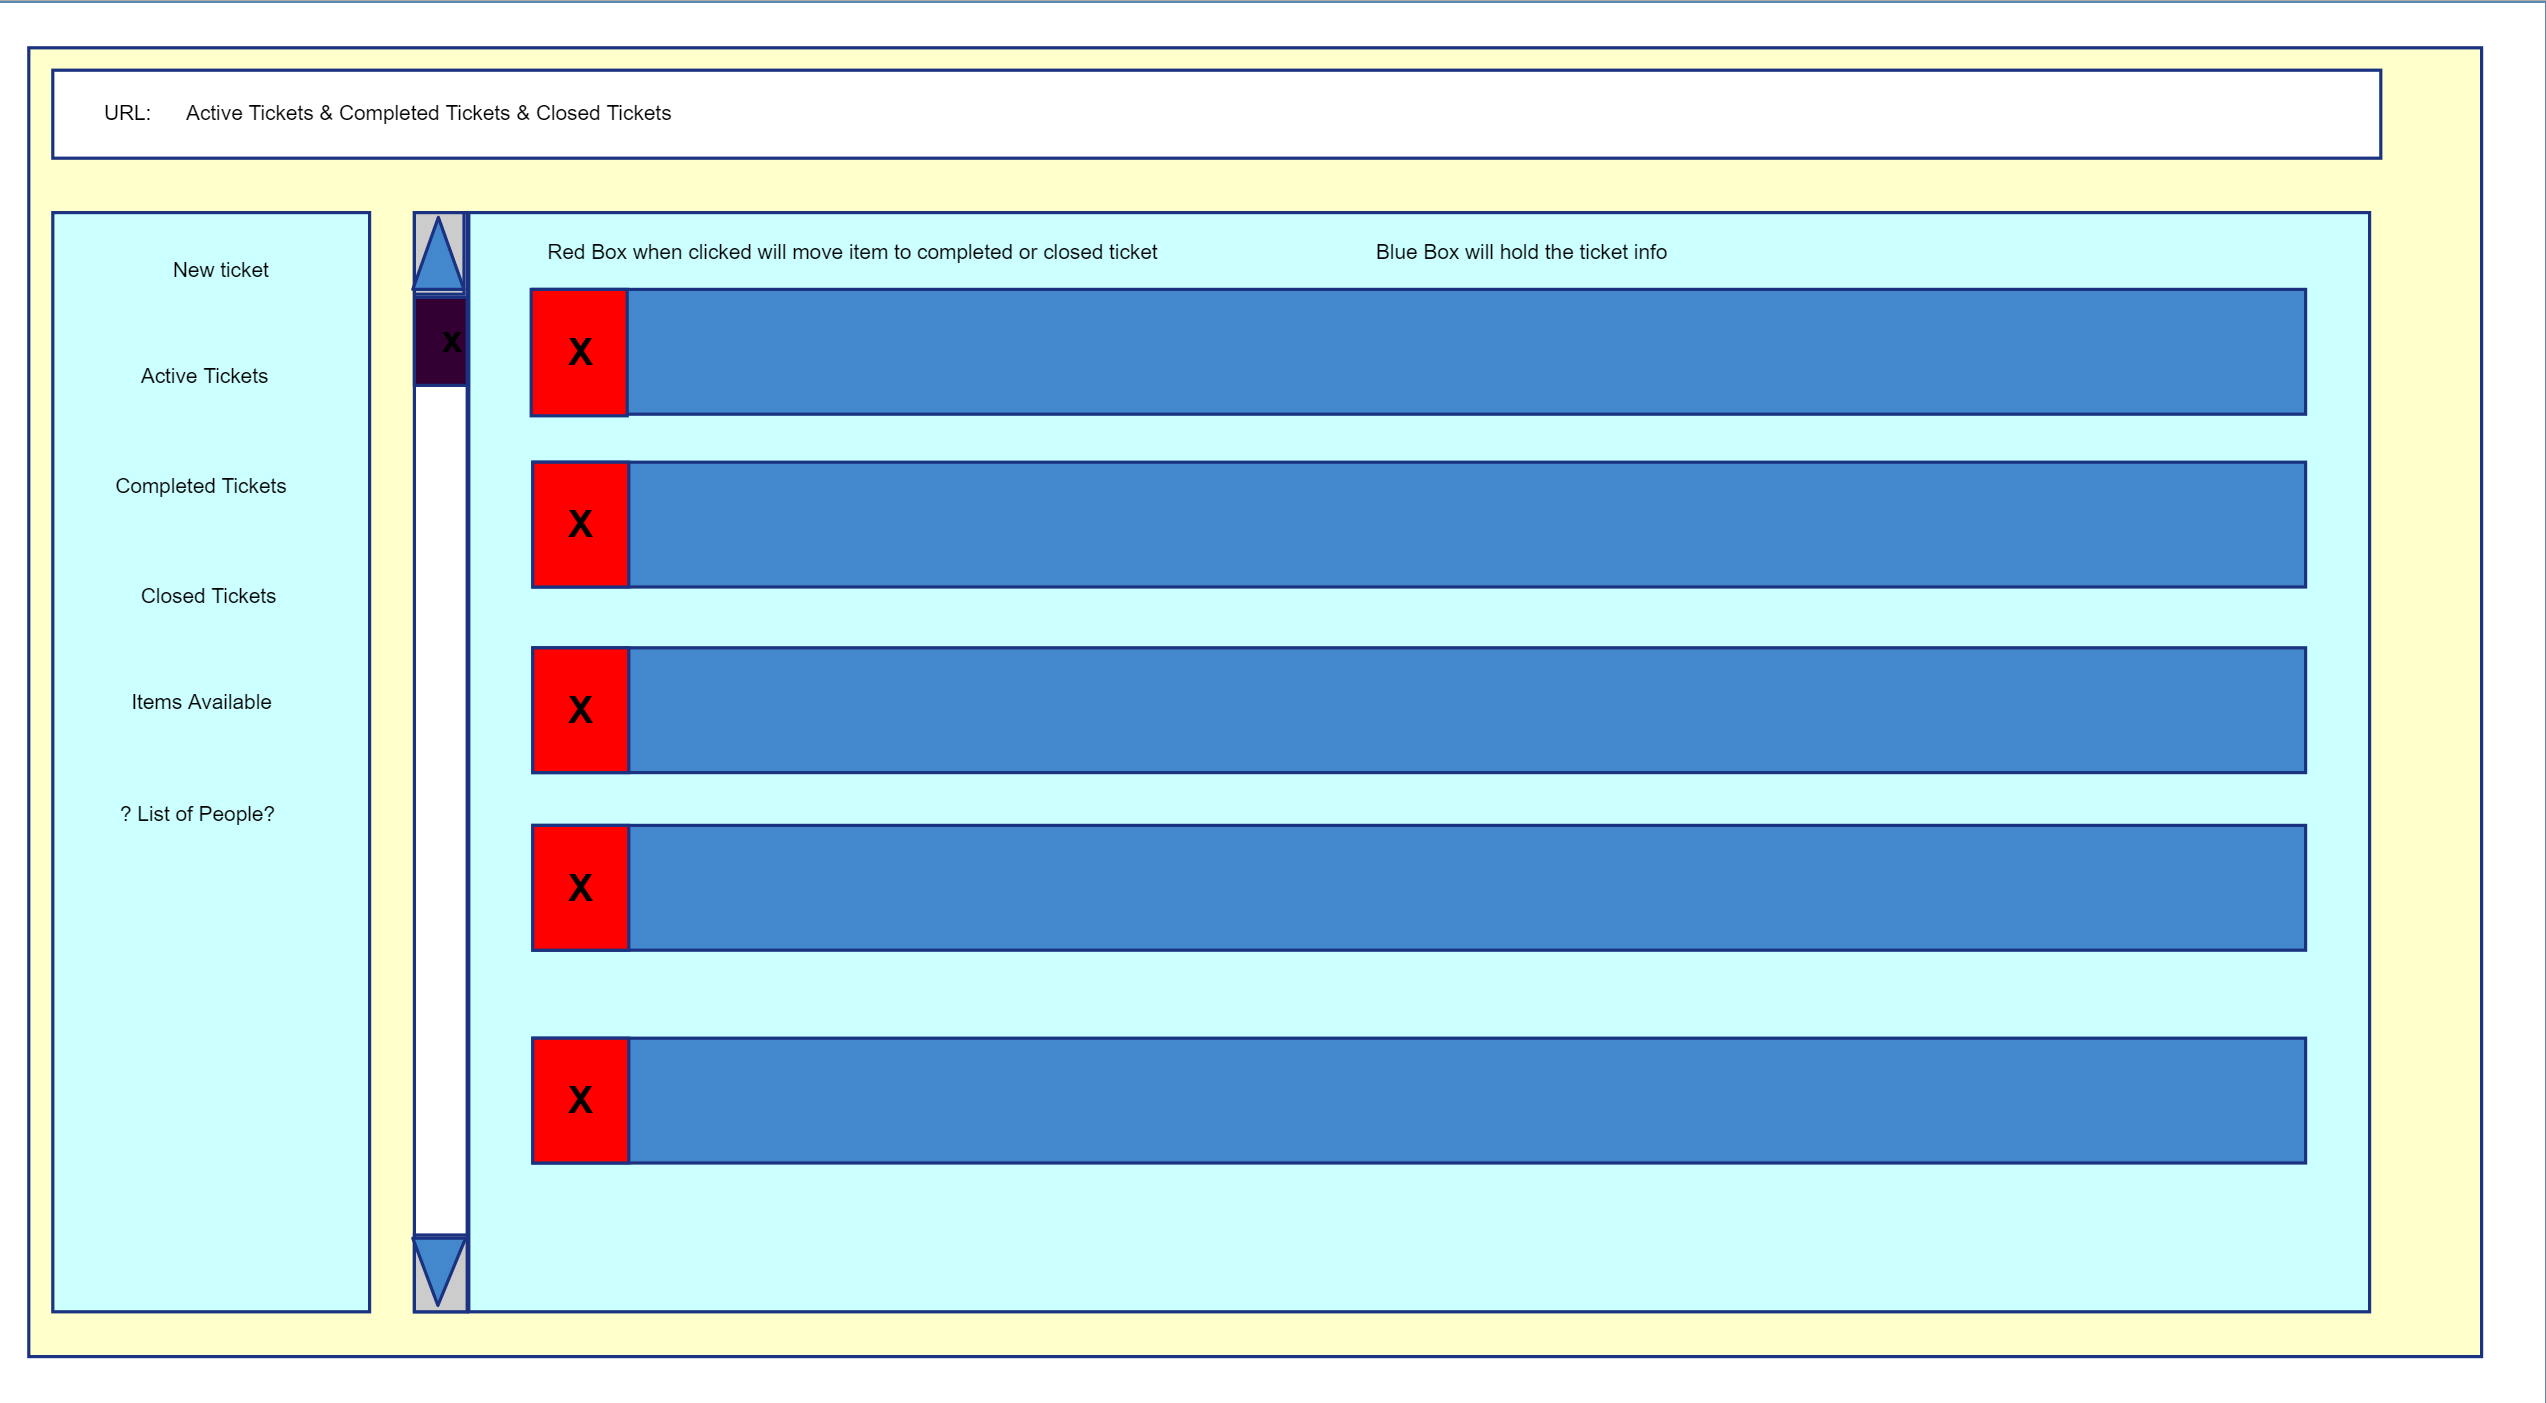 URL: Active Tickets & Completed Tickets & Closed Tickets
New ticket
Active Tickets
Completed Tickets
Closed Tickets
Items Available
? List of People?
x
Red Box when clicked will move item to completed or closed ticket
Blue Box will hold the ticket info
X
X
X
X
X